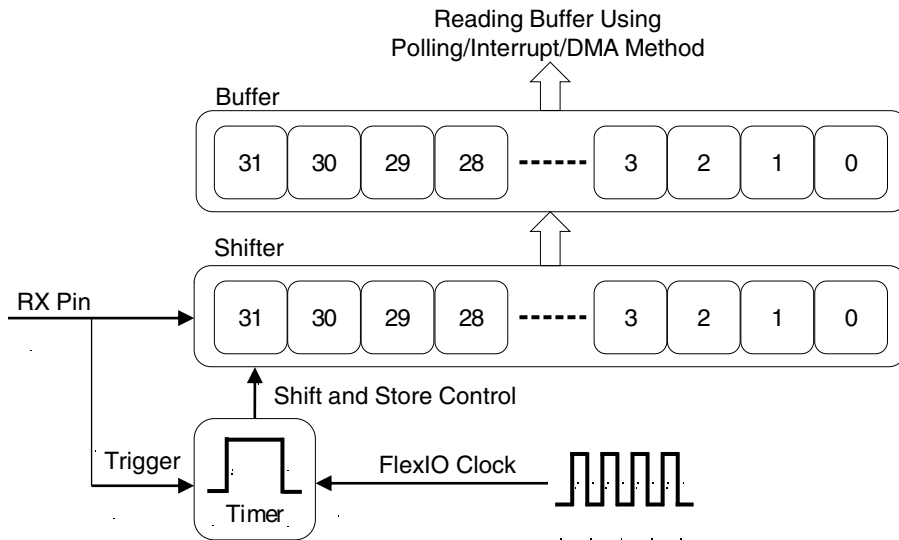 Reading Buffer Using
Polling/Interrupt/DMA Method
Buffer
31 30 29 28 3 2 1 0
Shifter
RX Pin
31 30 29 28 3 2 1 0
Shift and Store Control
Trigger
FlexIO Clock
Timer